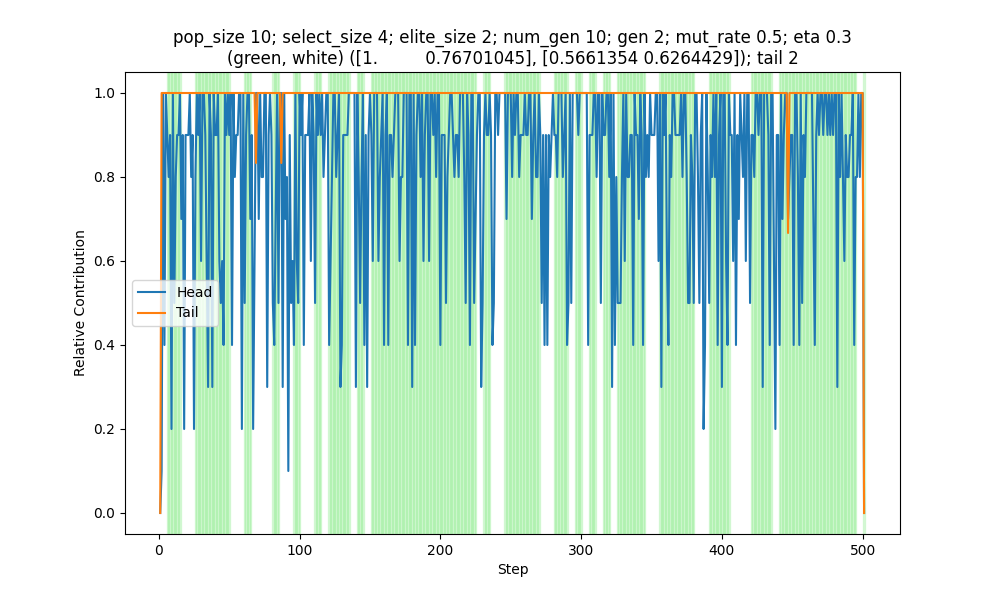 pop_size 10; select_size 4; elite_size 2; num_gen 10; gen 2; mut_rate 0.5; eta 0.3
(green, white) ([1.         0.76701045], [0.5661354 0.6264429]); tail 2
1.0
0.8
0.6
0.4
0.2
0.0
Relative Contribution
Head
Tail
0
100
200
300
400
500
Step